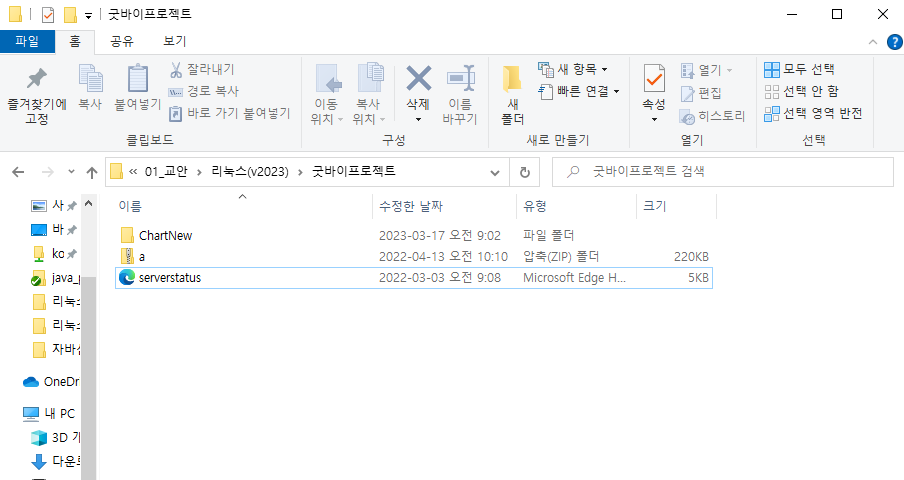 굿바이프로젝트
파일 홈 공유 보기
즐겨찾기에 고정
복사
붙여넣기
잘라내기
경로 복사
바로 가기 붙여넣기
클립보드
이동 위치
복사 위치
삭제
이름 바꾸기
구성
새 폴더
새 항목
빠른 연결
새로 만들기
속성
열기
편집
히스토리
열기
모두 선택
선택 안 함
선택 영역 반전
선택
« 01_교안 > 리눅스(v2023) > 굿바이프로젝트
굿바이프로젝트 검색
이름 수정한 날짜 유형 크기
ChartNew 2023-03-17 오전 9:02 파일 폴더
a 2022-04-13 오전 10:10 압축(ZIP) 폴더 220KB
serverstatus 2022-03-03 오전 9:08 Microsoft Edge H... 5KB
사
바
ko
java_p
리눅스
리눅스
자바
OneDr
내 PC
3D 개
다운로